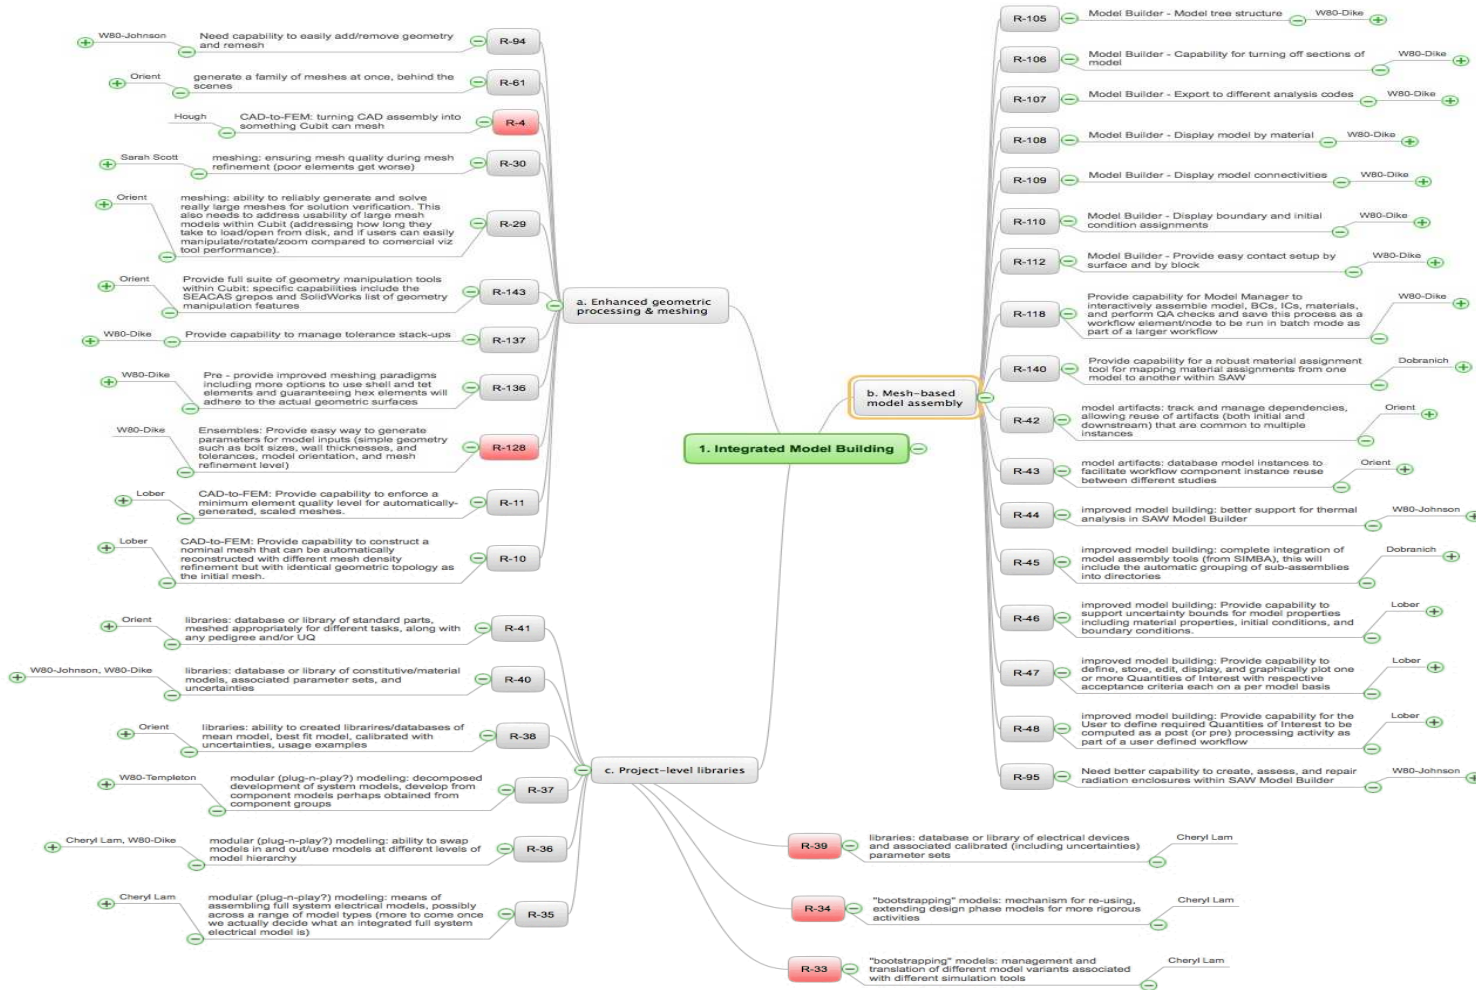 W80-Johnson
Need capability to easily add/remove geometry
and remesh
R-94
Orient
generate a family of meshes at once, behind the
scenes
R-61
Hough
CAD-to-FEM: turning CAD assembly into
something Cubit can mesh
R-4
Sarah Scott
meshing: ensuring mesh quality during mesh
refinement (poor elements get worse)
R-30
Orient
meshing: ability to reliably generate and solve
really large meshes for solution verification. This
also needs to address usability of large mesh
models within Cubit (addressing how long they
take to load/open from disk, and if users can easily
manipulate/rotate/zoom compared to comercial viz
tool performance).
R-29
Orient
Provide full suite of geometry manipulation tools
within Cubit: specific capabilities include the
SEACAS grepos and SolidWorks list of geometry
manipulation features
R-143
W80-Dike
Provide capability to manage tolerance stack-ups
R-137
W80-Dike
Pre - provide improved meshing paradigms
including more options to use shell and tet
elements and guaranteeing hex elements will
adhere to the actual geometric surfaces
R-136
W80-Dike
Ensembles: Provide easy way to generate
parameters for model inputs (simple geometry
such as bolt sizes, wall thicknesses, and
tolerances, model orientation, and mesh
refinement level)
R-128
Lober
CAD-to-FEM: Provide capability to enforce a
minimum element quality level for automatically-
generated, scaled meshes.
R-11
Lober
CAD-to-FEM: Provide capability to construct a
nominal mesh that can be automatically
reconstructed with different mesh density
refinement but with identical geometric topology as
the initial mesh.
R-10
a. Enhanced geometric
processing & meshing
1. Integrated Model Building
b. Mesh-based
model assembly
R-105
Model Builder - Model tree structure
W80-Dike
R-106
Model Builder - Capability for turning off sections of
model
W80-Dike
R-107
Model Builder - Export to different analysis codes
W80-Dike
R-108
Model Builder - Display model by material
W80-Dike
R-109
Model Builder - Display model connectivities
W80-Dike
R-110
Model Builder - Display boundary and initial
condition assignments
W80-Dike
R-112
Model Builder - Provide easy contact setup by
surface and by block
W80-Dike
R-118
Provide capability for Model Manager to
interactively assemble model, BCs, ICs, materials,
and perform QA checks and save this process as a
workflow element/node to be run in batch mode as
part of a larger workflow
W80-Dike
R-140
Provide capability for a robust material assignment
tool for mapping material assignments from one
model to another within SAW
Dobranich
R-42
model artifacts: track and manage dependencies,
allowing reuse of artifacts (both initial and
downstream) that are common to multiple
instances
Orient
R-43
model artifacts: database model instances to
facilitate workflow component instance reuse
between different studies
Orient
R-44
improved model building: better support for thermal
analysis in SAW Model Builder
W80-Johnson
R-45
improved model building: complete integration of
model assembly tools (from SIMBA), this will
include the automatic grouping of sub-assemblies
into directories
Dobranich
R-46
improved model building: Provide capability to
support uncertainty bounds for model properties
including material properties, initial conditions, and
boundary conditions.
Lober
R-47
improved model building: Provide capability to
define, store, edit, display, and graphically plot one
or more Quantities of Interest with respective
acceptance criteria each on a per model basis
Lober
R-48
improved model building: Provide capability for the
User to define required Quantities of Interest to be
computed as a post (or pre) processing activity as
part of a user defined workflow
Lober
R-95
Need better capability to create, assess, and repair
radiation enclosures within SAW Model Builder
W80-Johnson
Orient
libraries: database or library of standard parts,
meshed appropriately for different tasks, along with
any pedigree and/or UQ
R-41
W80-Johnson, W80-Dike
libraries: database or library of constitutive/material
models, associated parameter sets, and
uncertainties
R-40
Orient
libraries: ability to created librarires/databases of
mean model, best fit model, calibrated with
uncertainties, usage examples
R-38
W80-Templeton
modular (plug-n-play?) modeling: decomposed
development of system models, develop from
component models perhaps obtained from
component groups
R-37
Cheryl Lam, W80-Dike
modular (plug-n-play?) modeling: ability to swap
models in and out/use models at different levels of
model hierarchy
R-36
Cheryl Lam
modular (plug-n-play?) modeling: means of
assembling full system electrical models, possibly
across a range of model types (more to come once
we actually decide what an integrated full system
electrical model is)
R-35
c. Project-level libraries
R-39
libraries: database or library of electrical devices
and associated calibrated (including uncertainties)
parameter sets
Cheryl Lam
R-34
"bootstrapping" models: mechanism for re-using,
extending design phase models for more rigorous
activities
Cheryl Lam
R-33
"bootstrapping" models: management and
translation of different model variants associated
with different simulation tools
Cheryl Lam